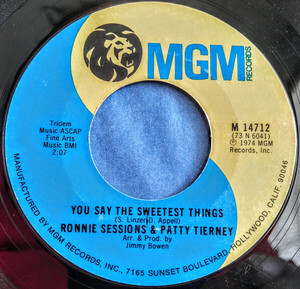 MGM
RECORDS
Tridem
Music ASCAP
Fine Arts
Music BMI
2:07
M 14712
(73 N 6041)
℗ 1974 MGM
Records, Inc.
YOU SAY THE SWEETEST THINGS
(S. Linzer/D. Appell)
RONNIE SESSIONS & PATTY TIERNEY
Arr. & Prod. by
Jimmy Bowen
MANUFACTURED BY MGM RECORDS, INC., 7165 SUNSET BOULEVARD, HOLLYWOOD, CALIF. 90046